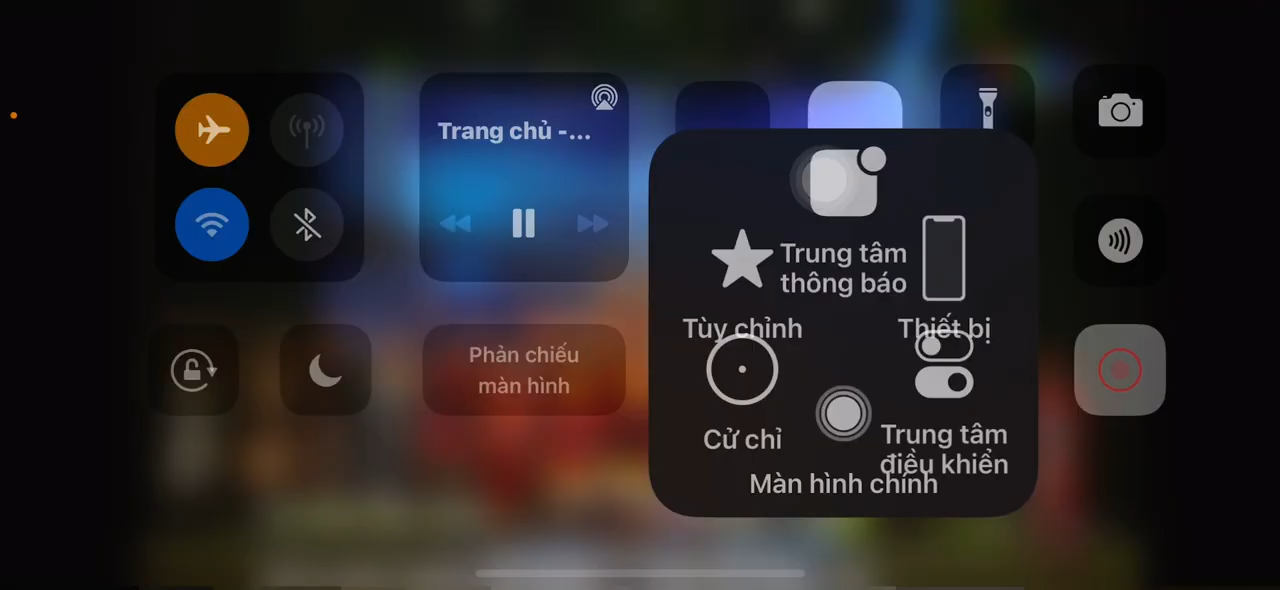 Trang chủ -...
Trung tâm
thông báo
Tùy chỉnh
Thiết bị
Phản chiếu
màn hình
Cử chỉ
Trung tâm
điều khiển
Màn hình chính